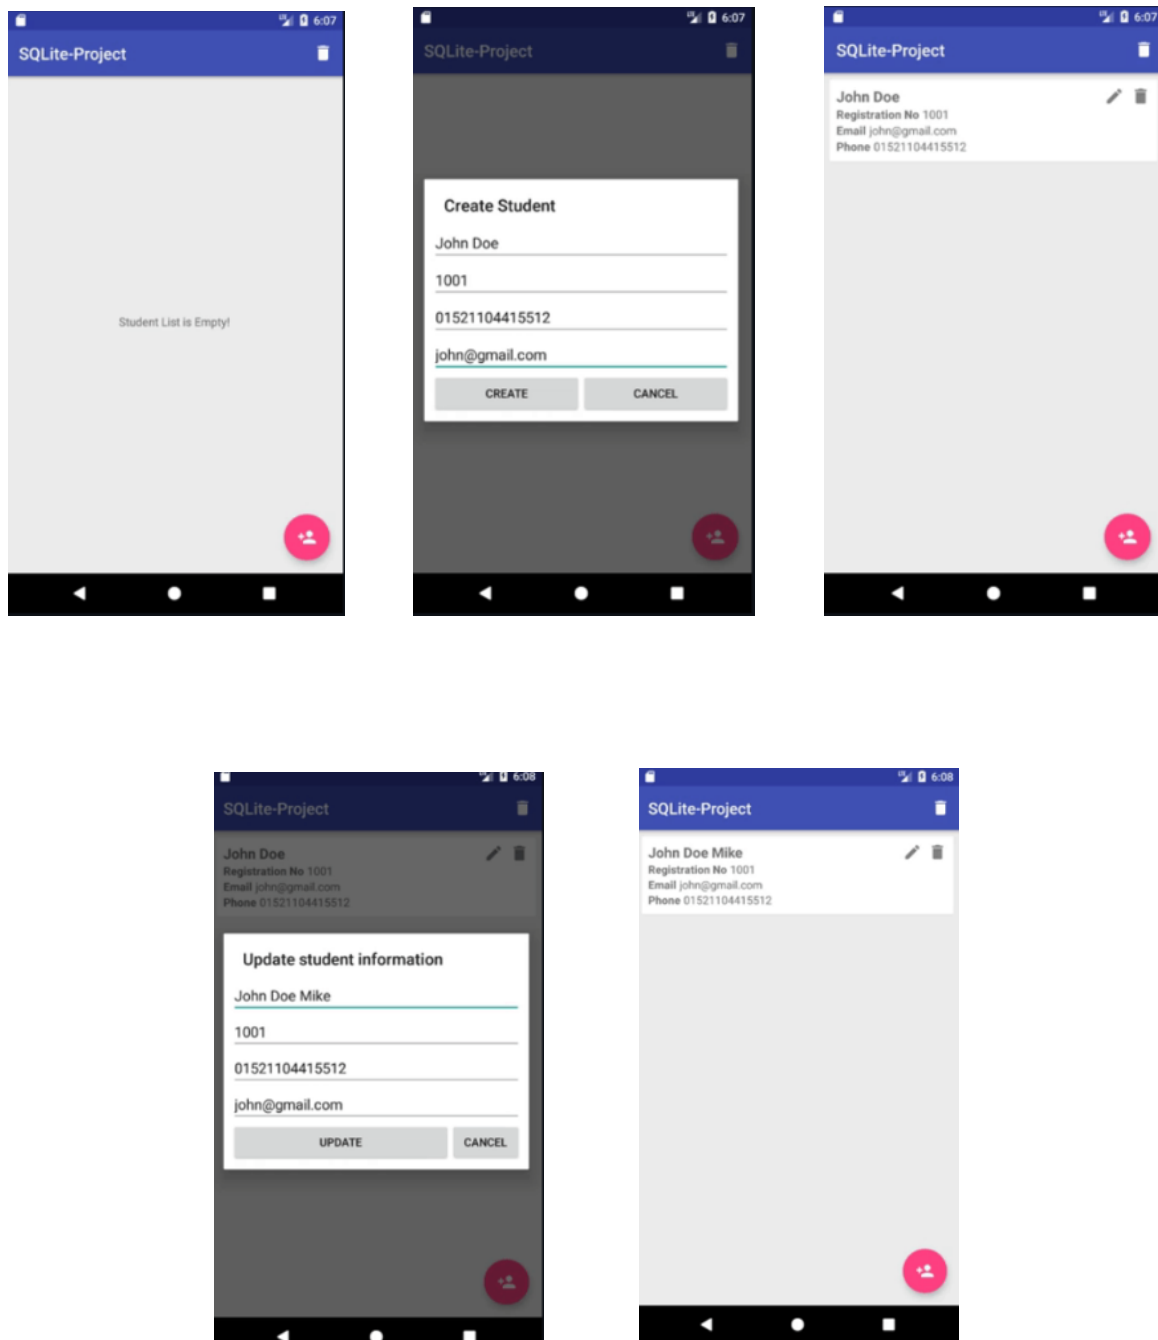 6:07
SQLite-Project
Student List is Empty!
6:07
SQLite-Project
Create Student
John Doe
1001
01521104415512
john@gmail.com
CREATE CANCEL
6:07
SQLite-Project
John Doe
Registration No 1001
Email john@gmail.com
Phone 01521104415512
6:08
SQLite-Project
John Doe
Registration No 1001
Email john@gmail.com
Phone 01521104415512
Update student information
John Doe Mike
1001
01521104415512
john@gmail.com
UPDATE CANCEL
6:08
SQLite-Project
John Doe Mike
Registration No 1001
Email john@gmail.com
Phone 01521104415512